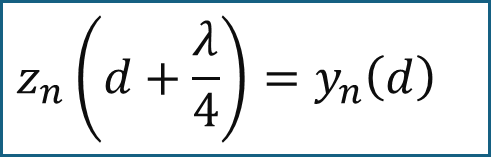 z_n(d + λ/4) = y_n(d)